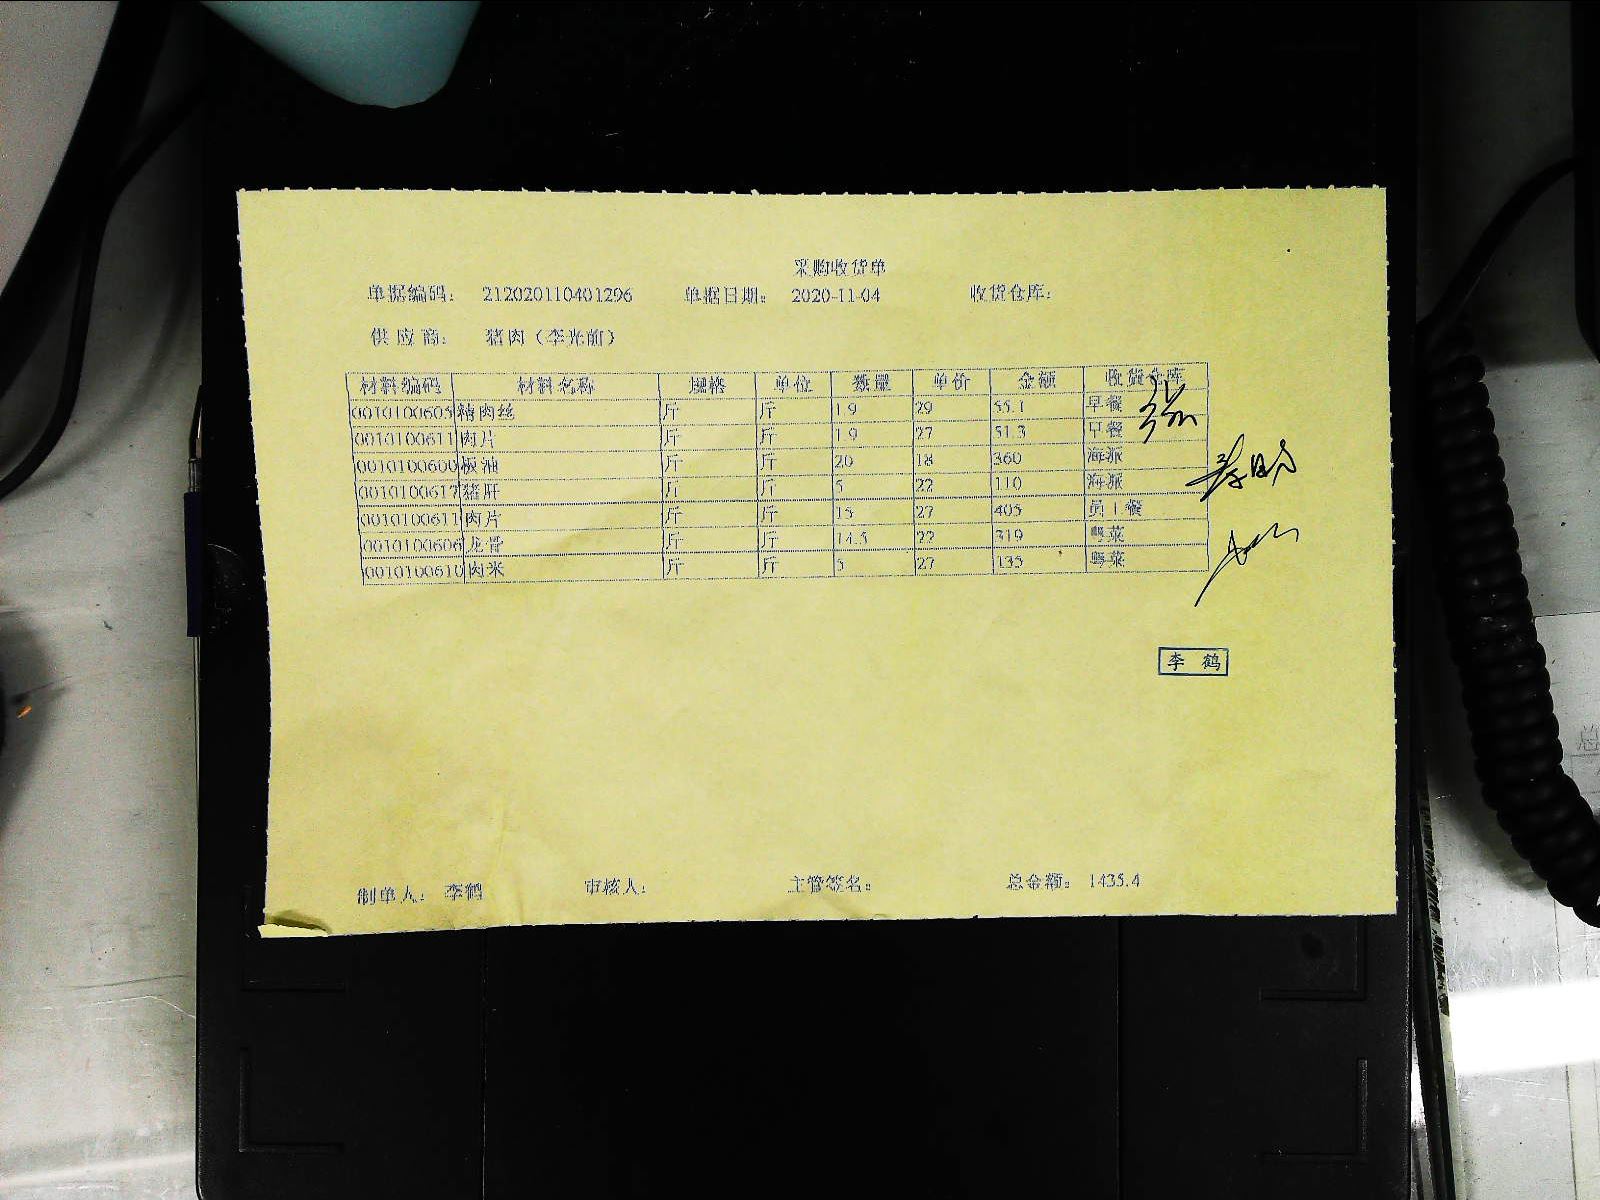 采购收货单
单据编码： 212020110401296 单据日期： 2020-11-04 收货仓库：
供应商： 猪肉（李光前）
材料编码 材料名称 规格 单位 数量 单价 金额 收货仓库
0010100605 精肉丝 斤 斤 1.9 29 55.1 早餐
0010100611 肉片 斤 斤 1.9 27 51.3 早餐
0010100600 板油 斤 斤 20 18 360 海派
0010100617 猪肝 斤 斤 5 22 110 海派
0010100611 肉片 斤 斤 15 27 405 员工餐
0010100606 龙骨 斤 斤 14.5 22 319 粤菜
0010100610 肉米 斤 斤 5 27 135 粤菜
李 鹤
制单人： 李鹤 审核人： 主管签名： 总金额： 1435.4